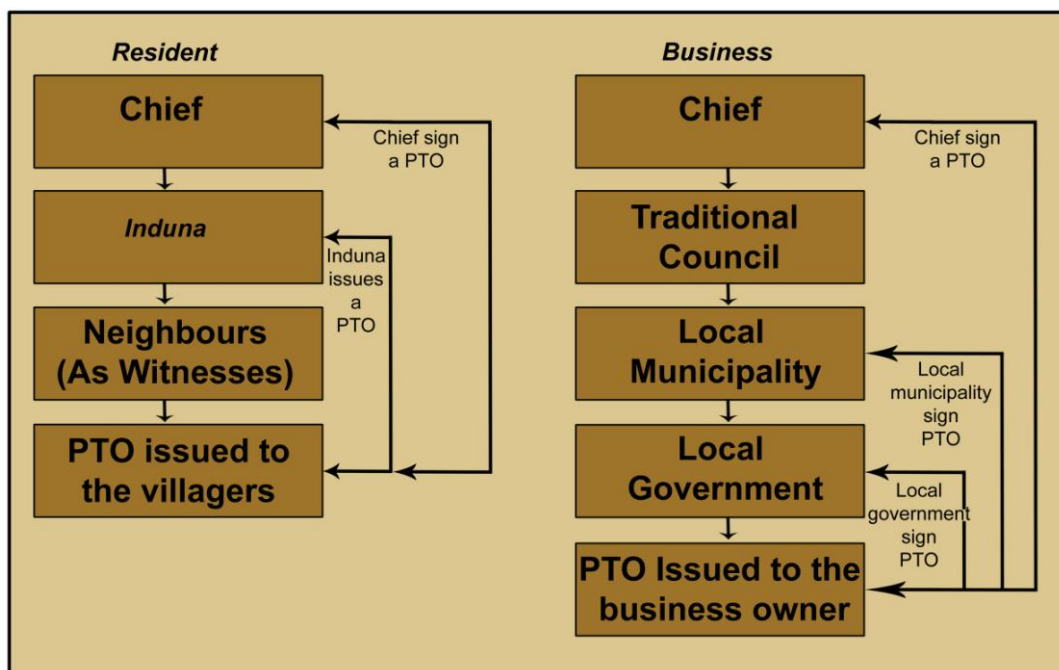 Resident
Chief
Chief sign
a PTO
Induna
Induna
issues
a
PTO
Neighbours
(As Witnesses)
PTO issued to
the villagers
Business
Chief
Chief sign
a PTO
Traditional
Council
Local
Municipality
Local
municipality
sign
PTO
Local
Government
Local
government
sign
PTO
PTO Issued to the
business owner